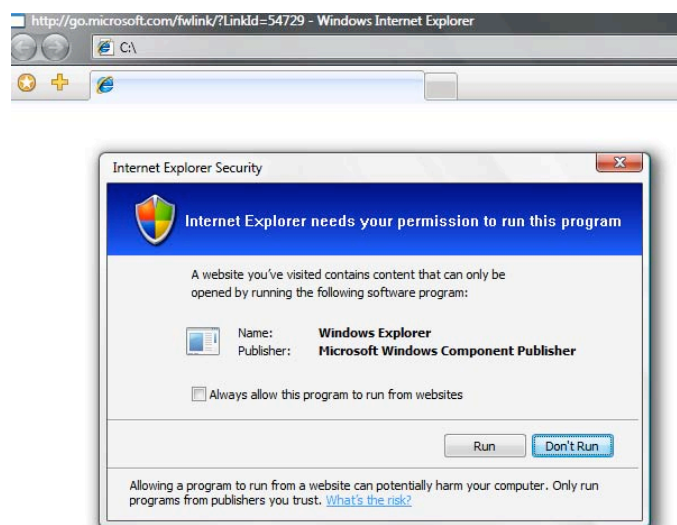 http://go.microsoft.com/fwlink/?LinkId=54729 - Windows Internet Explorer
C:\
Internet Explorer Security
Internet Explorer needs your permission to run this program
A website you've visited contains content that can only be
opened by running the following software program:
Name: Windows Explorer
Publisher: Microsoft Windows Component Publisher
Always allow this program to run from websites
Run Don't Run
Allowing a program to run from a website can potentially harm your computer. Only run
programs from publishers you trust. What's the risk?